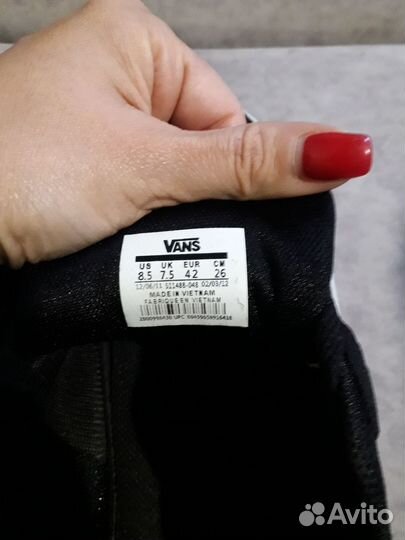 VANS
US UK EUR CM
8.5 7.5 42 26
12/06/11 511488-048 02/03/12
MADE IN VIETNAM
FABRIQUE EN VIETNAM
Avito